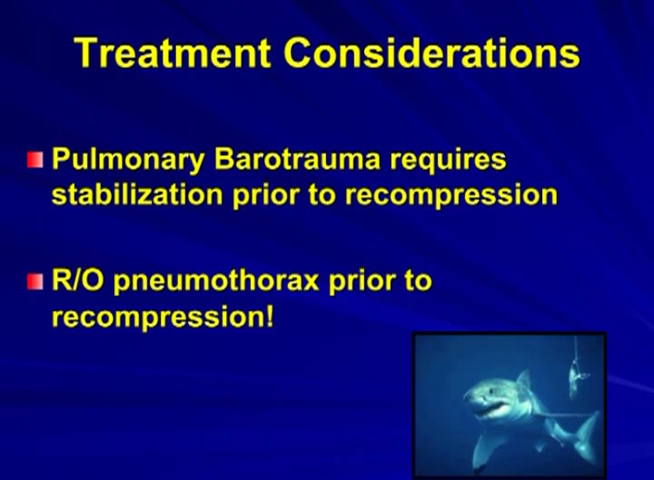 Treatment Considerations
Pulmonary Barotrauma requires
stabilization prior to recompression
R/O pneumothorax prior to
recompression!